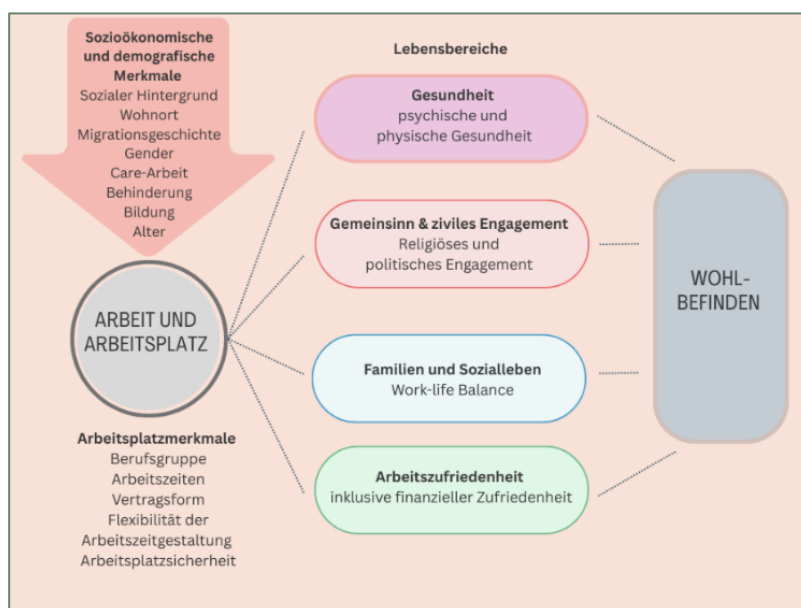 Sozioökonomische
und demografische
Merkmale
Sozialer Hintergrund
Wohnort
Migrationsgeschichte
Gender
Care-Arbeit
Behinderung
Bildung
Alter
ARBEIT UND
ARBEITSPLATZ
Arbeitsplatzmerkmale
Berufsgruppe
Arbeitszeiten
Vertragsform
Flexibilität der
Arbeitszeitgestaltung
Arbeitsplatzsicherheit
Lebensbereiche
Gesundheit
psychische und
physische Gesundheit
Gemeinsinn & ziviles Engagement
Religiöses und
politisches Engagement
Familien und Sozialleben
Work-life Balance
Arbeitszufriedenheit
inklusive finanzieller Zufriedenheit
WOHL-
BEFINDEN